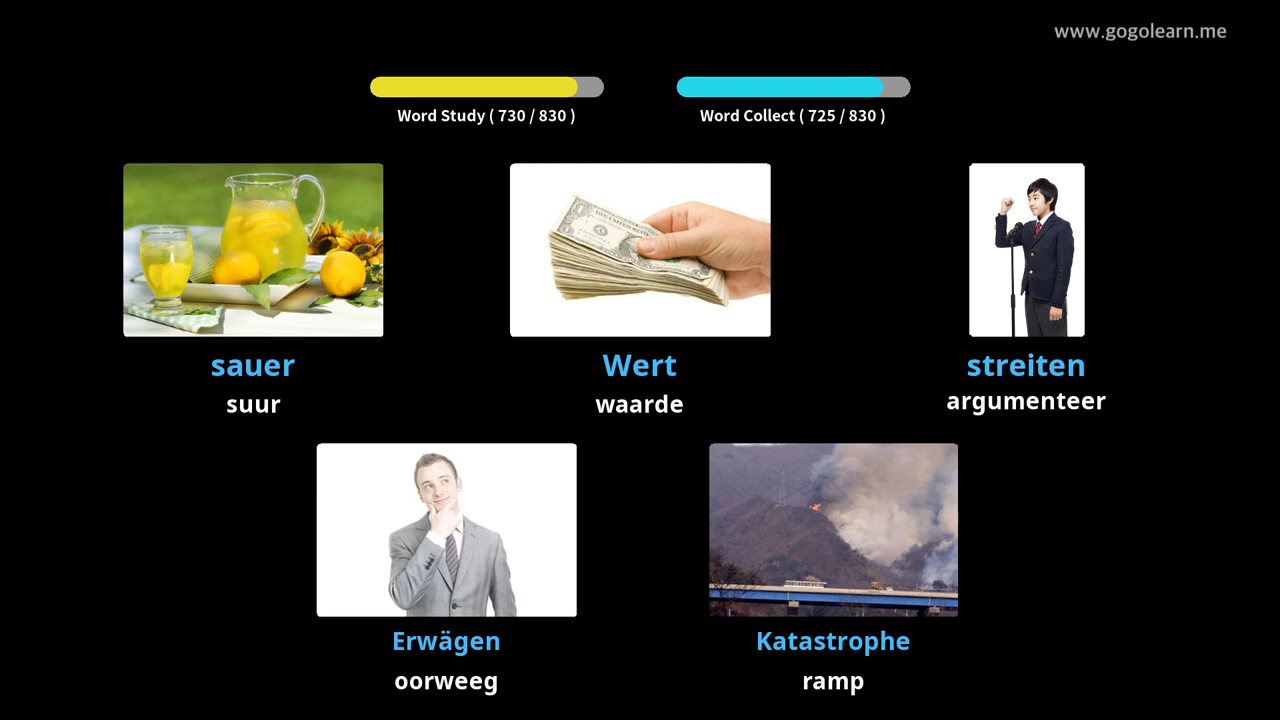 www.gogolearn.me
Word Study ( 730 / 830 )
Word Collect ( 725 / 830 )
sauer
suur
Wert
waarde
streiten
argumenteer
Erwägen
oorweeg
Katastrophe
ramp